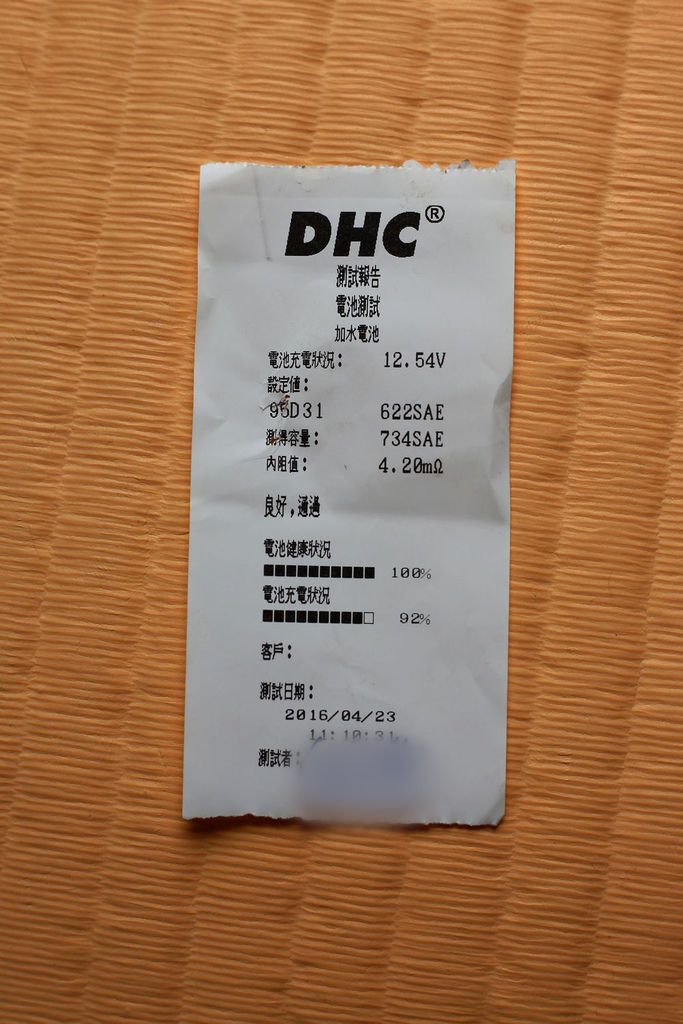 DHC®
測試報告
電池測試
加水電池
電池充電狀況: 12.54V
設定值:
95D31 622SAE
測得容量: 734SAE
內阻值: 4.20mΩ
良好,通過
電池健康狀況
100%
電池充電狀況
92%
客戶:
測試日期:
2016/04/23
11:10:31
測試者: